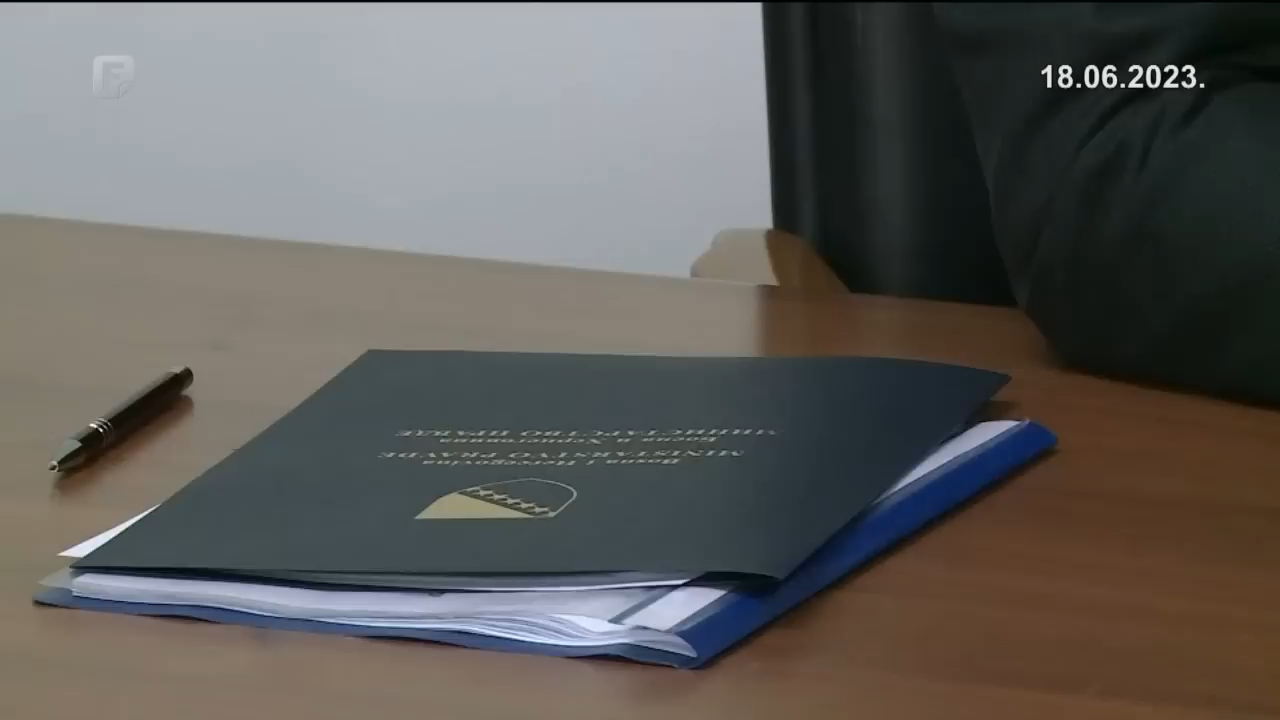 18.06.2023.
Bosna i Hercegovina
MINISTARSTVO PRAVDE
Босна и Херцеговина
МИНИСТАРСТВО ПРАВДЕ